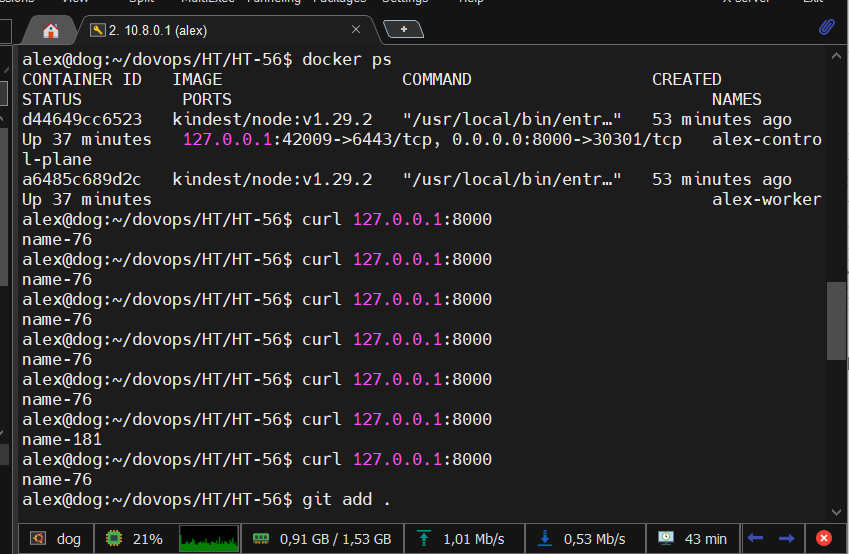 View Split MultiExec Tunneling Packages Settings Help X server Exit
2. 10.8.0.1 (alex)
alex@dog:~/dovops/HT/HT-56$ docker ps
CONTAINER ID   IMAGE                  COMMAND                  CREATED
STATUS          PORTS                                                NAMES
d44649cc6523   kindest/node:v1.29.2   "/usr/local/bin/entr…"   53 minutes ago
Up 37 minutes   127.0.0.1:42009->6443/tcp, 0.0.0.0:8000->30301/tcp   alex-contro
l-plane
a6485c689d2c   kindest/node:v1.29.2   "/usr/local/bin/entr…"   53 minutes ago
Up 37 minutes                                                        alex-worker
alex@dog:~/dovops/HT/HT-56$ curl 127.0.0.1:8000
name-76
alex@dog:~/dovops/HT/HT-56$ curl 127.0.0.1:8000
name-76
alex@dog:~/dovops/HT/HT-56$ curl 127.0.0.1:8000
name-76
alex@dog:~/dovops/HT/HT-56$ curl 127.0.0.1:8000
name-76
alex@dog:~/dovops/HT/HT-56$ curl 127.0.0.1:8000
name-76
alex@dog:~/dovops/HT/HT-56$ curl 127.0.0.1:8000
name-181
alex@dog:~/dovops/HT/HT-56$ curl 127.0.0.1:8000
name-76
alex@dog:~/dovops/HT/HT-56$ git add .
dog 21% 0,91 GB / 1,53 GB 1,01 Mb/s 0,53 Mb/s 43 min